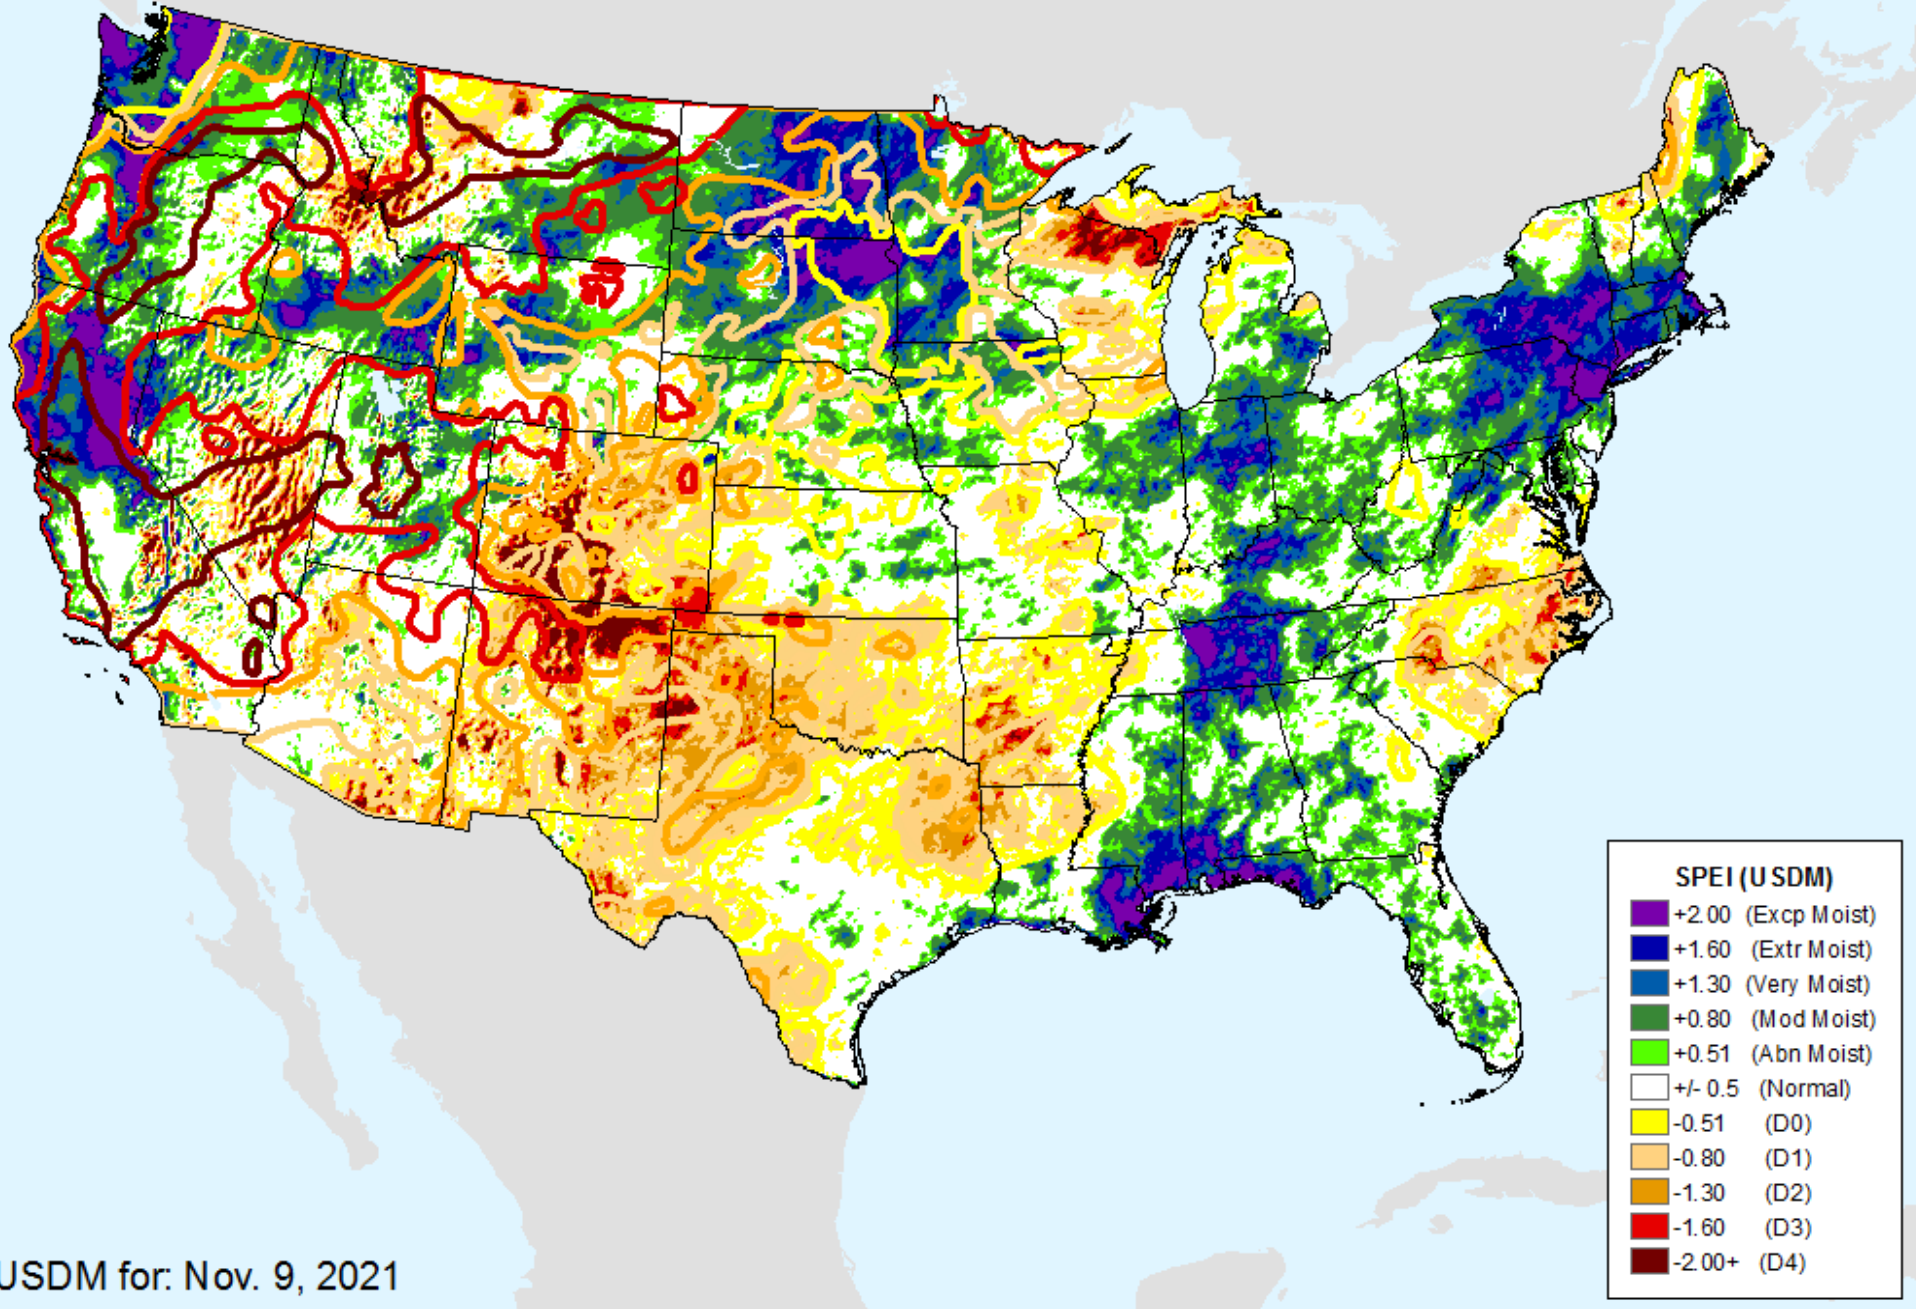 SPEI (USDM)
+2.00 (Excp Moist)
+1.60 (Extr Moist)
+1.30 (Very Moist)
+0.80 (Mod Moist)
+0.51 (Abn Moist)
+/- 0.5 (Normal)
-0.51 (D0)
-0.80 (D1)
-1.30 (D2)
-1.60 (D3)
-2.00+ (D4)
USDM for: Nov. 9, 2021